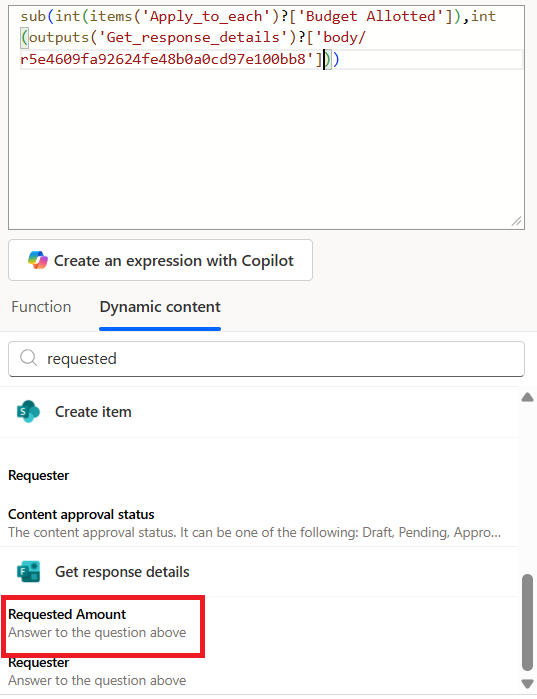 sub(int(items('Apply_to_each')?['Budget Allotted']),int
(outputs('Get_response_details')?['body/
r5e4609fa92624fe48b0a0cd97e100bb8']))
Create an expression with Copilot
Function Dynamic content
requested
S Create item
Requester
Content approval status
The content approval status. It can be one of the following: Draft, Pending, Appro...
F Get response details
Requested Amount
Answer to the question above
Requester
Answer to the question above